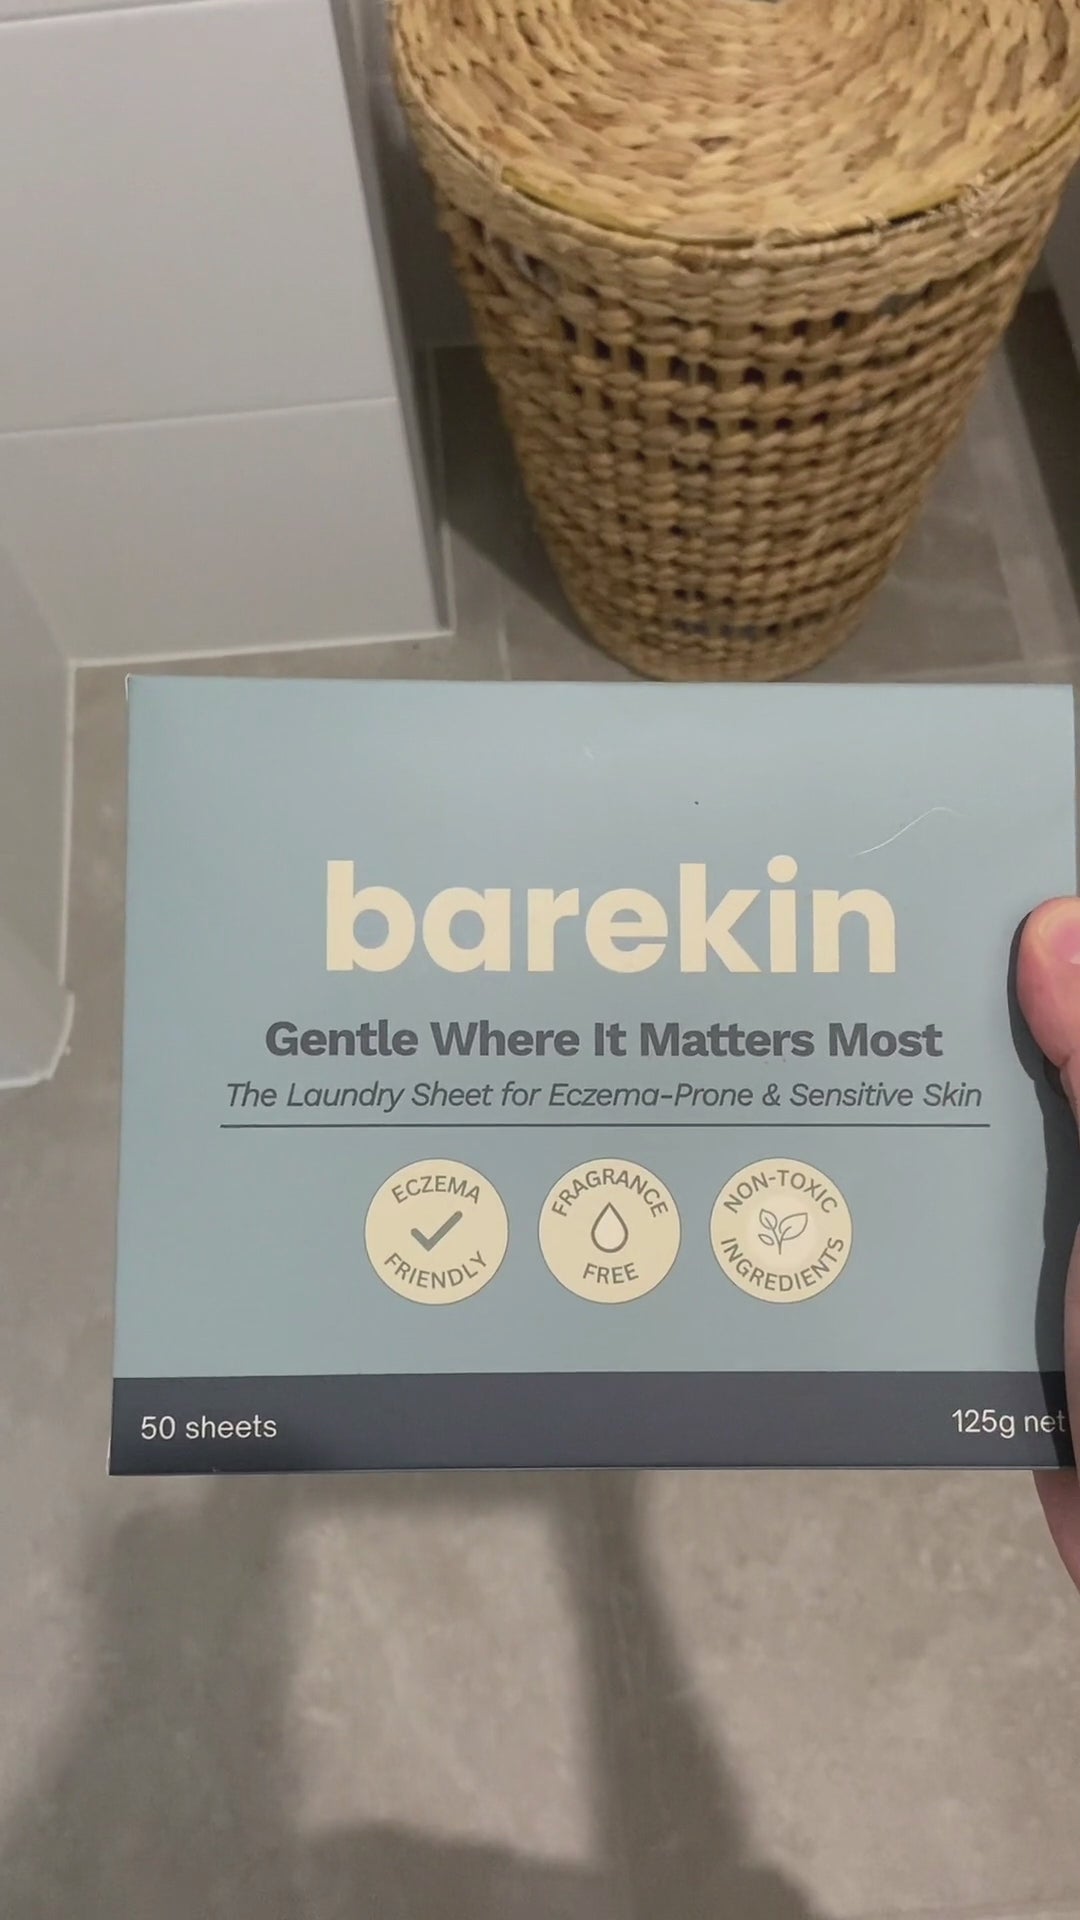 barekin
Gentle Where It Matters Most
The Laundry Sheet for Eczema-Prone & Sensitive Skin
ECZEMA
FRIENDLY
FRAGRANCE
FREE
NON-TOXIC
INGREDIENTS
50 sheets
125g net